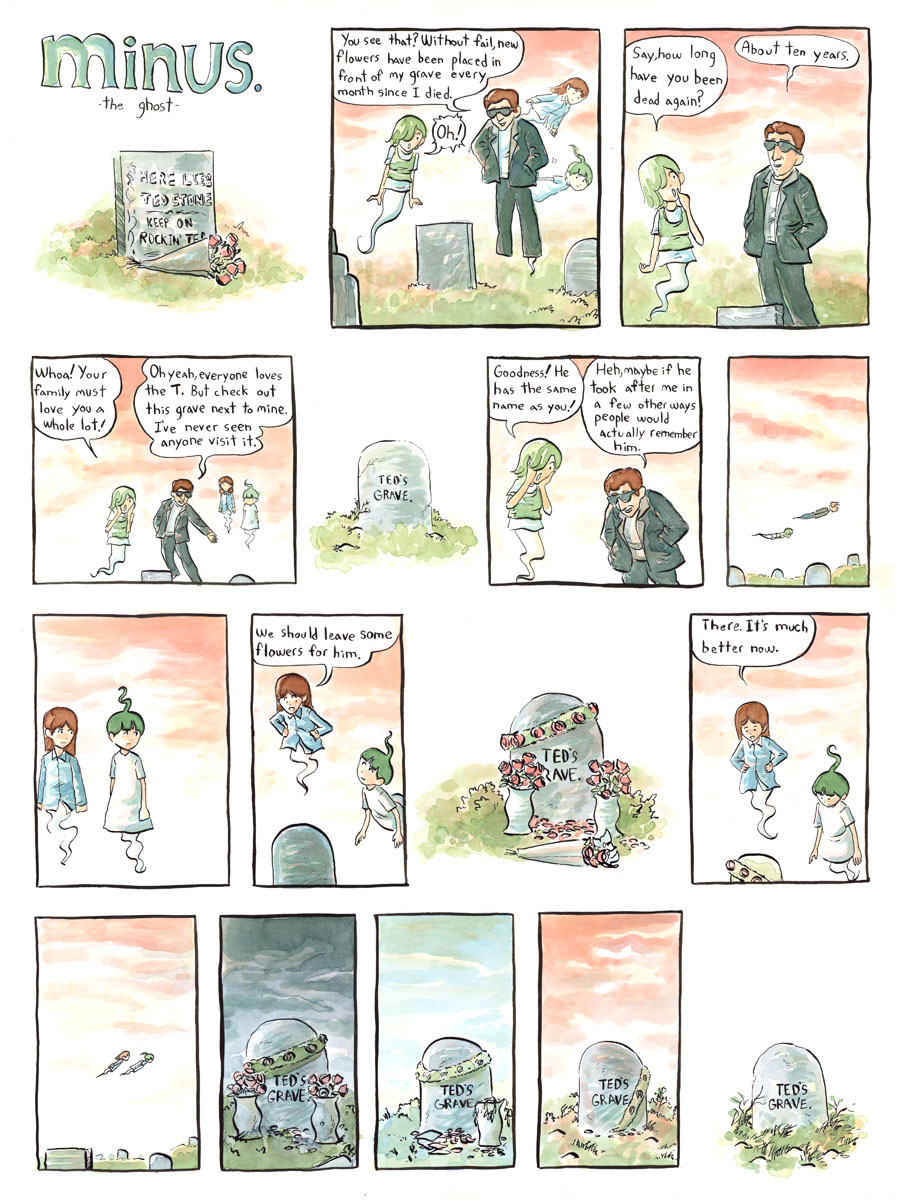 minus.
-the ghost-
HERE LIES
TED STONE
KEEP ON
ROCKIN' TED
You see that? Without fail, new
flowers have been placed in
front of my grave every
month since I died.
Oh!
Say, how long
have you been
dead again?
About ten years.
Whoa! Your
family must
love you a
whole lot!
Oh yeah, everyone loves
the T. But check out
this grave next to mine.
I've never seen
anyone visit it.
TED'S
GRAVE.
Goodness! He
has the same
name as you!
Heh, maybe if he
took after me in
a few other ways
people would
actually remember
him.
We should leave some
flowers for him.
TED'S
RAVE.
There. It's much
better now.
TED'S
GRAVE.
TED'S
GRAVE
TED'S
GRAVE.
TED'S
GRAVE.